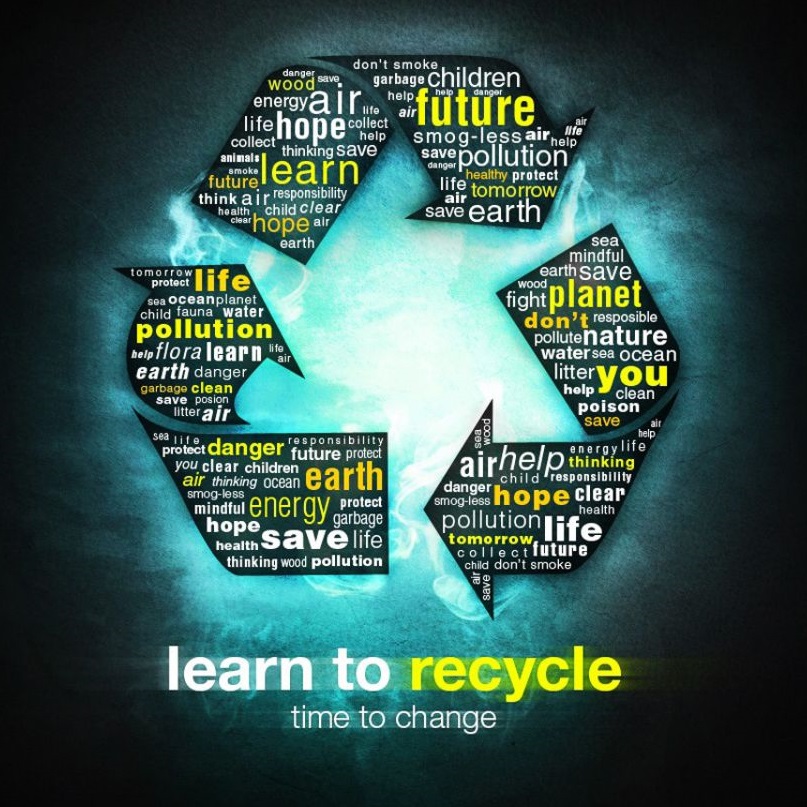 danger
wood save
energy air life
life hope collect
collect help
thinking save
animals
smoke learn
future responsibility
think air
health child clear
clear hope air
earth
don't smoke
garbage children
help help danger
air future
smog-less air help life air
save pollution
danger healthy protect
life tomorrow
air
save earth
sea
mindful
earth save
wood planet
fight
don't resposible
pollute nature
water sea ocean
litter you
help clean
poison
save
tomorrow
protect life
sea ocean planet
child fauna water
pollution
help flora learn life
air
earth danger
garbage clean
save posion
litter air
sea life
protect danger responsibility
future protect
you clear children earth
air thinking ocean
smog-less
mindful energy protect
hope garbage
health save life
thinking wood pollution
air
help
sea wood
energy life
air help thinking
child responsibility
danger hope clear
smog-less health
pollution life
tomorrow
collect future
child don't smoke
air save
learn to recycle
time to change